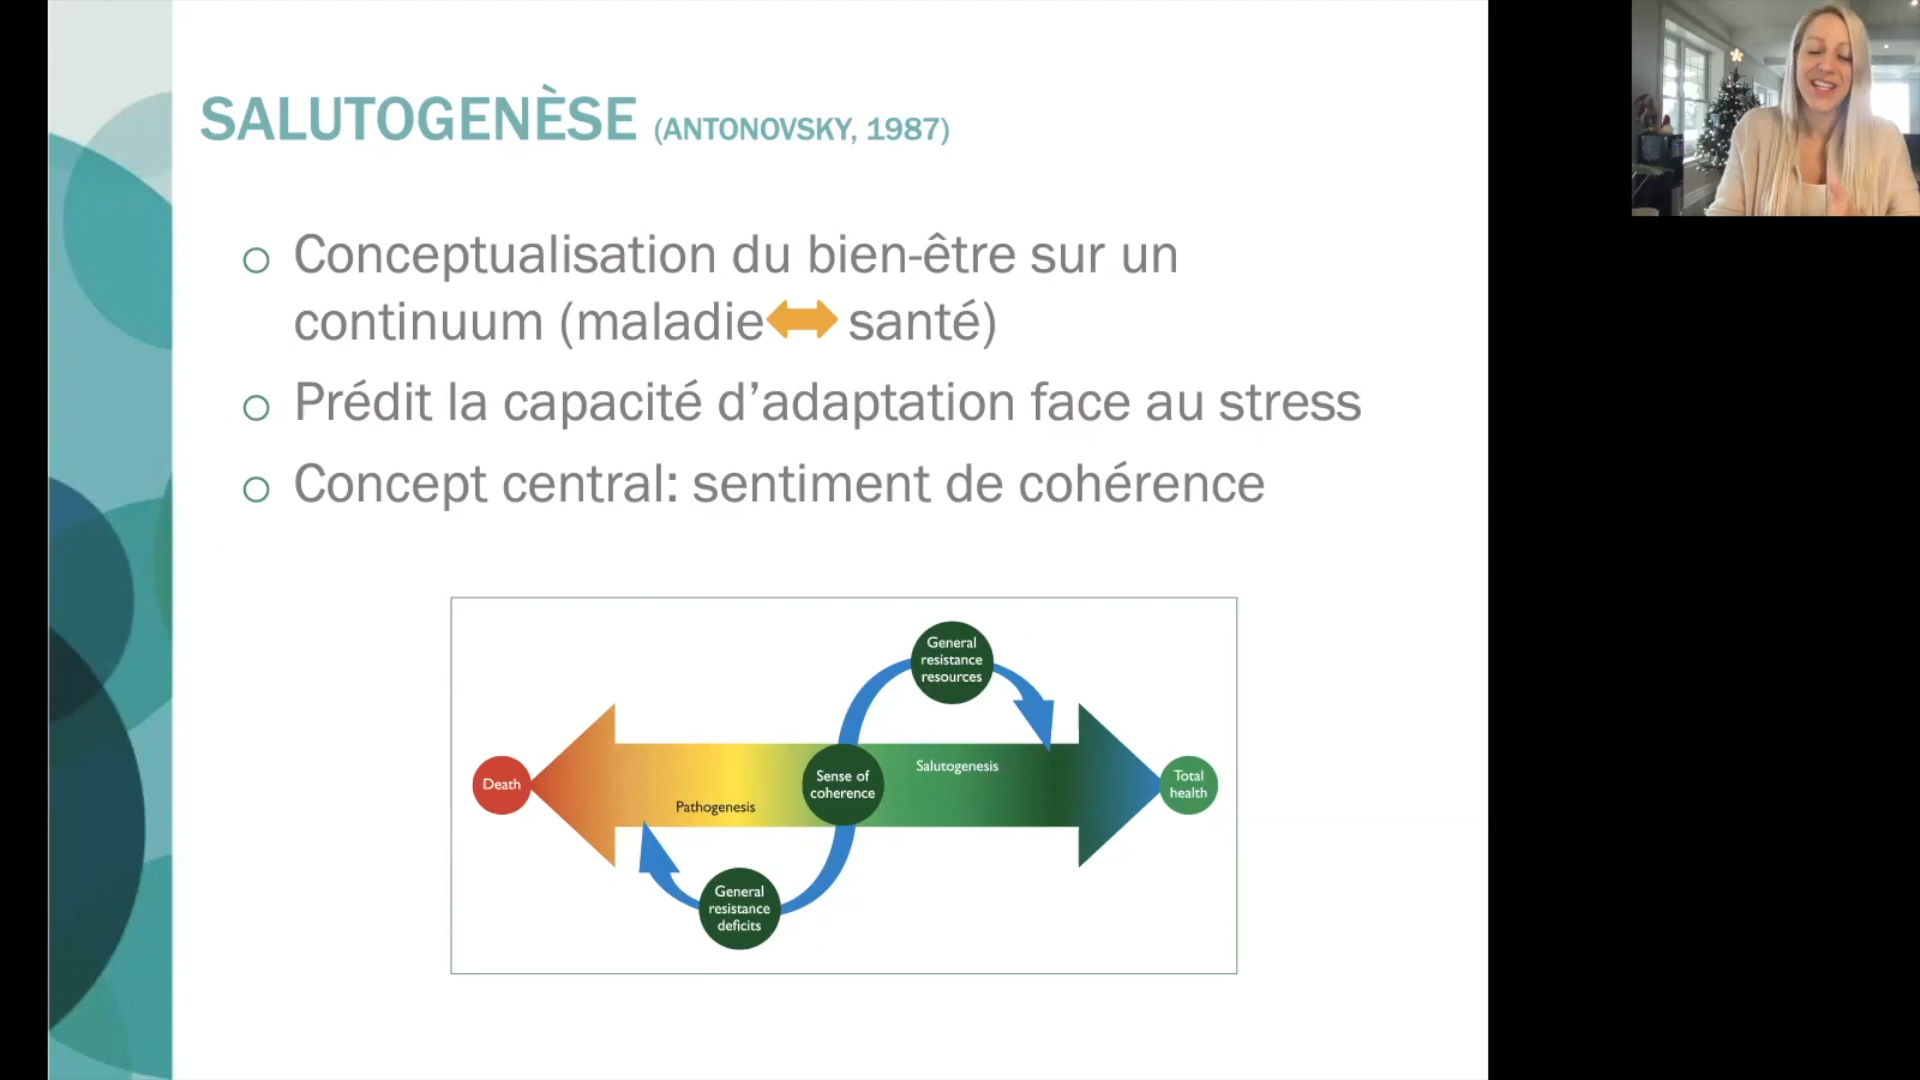 SALUTOGENÈSE (ANTONOVSKY, 1987)
Conceptualisation du bien-être sur un
continuum (maladie santé)
Prédit la capacité d’adaptation face au stress
Concept central: sentiment de cohérence
General
resistance
resources
Salutogenesis
Death
Sense of
coherence
Total
health
Pathogenesis
General
resistance
deficits